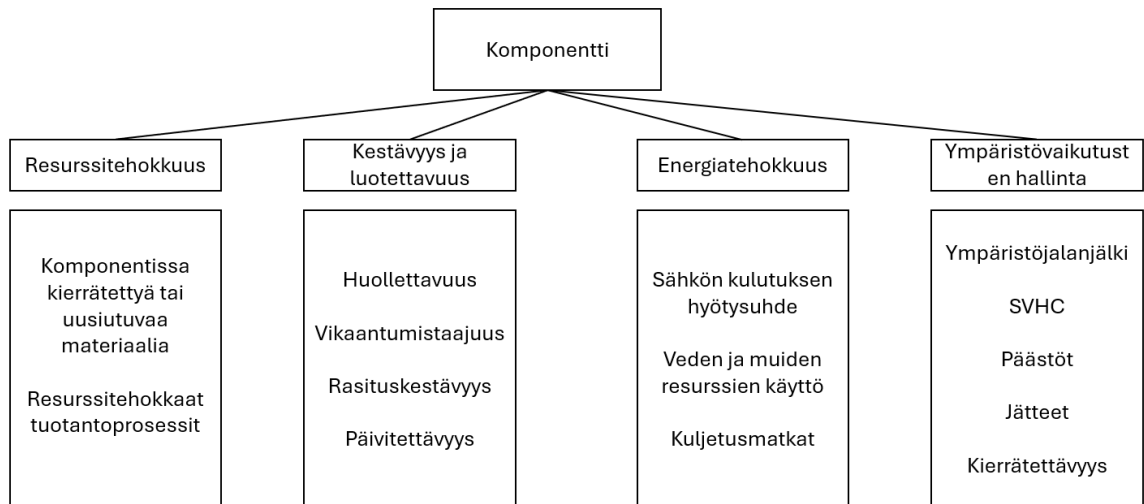 Komponentti
Resurssitehokkuus
Kestävyys ja
luotettavuus
Energiatehokkuus
Ympäristövaikutust
en hallinta
Komponentissa
kierrätettyä tai
uusiutuvaa
materiaalia
Resurssitehokkaat
tuotantoprosessit
Huollettavuus
Vikaantumistaajuus
Rasituskestävyys
Päivitettävyys
Sähkön kulutuksen
hyötysuhde
Veden ja muiden
resurssien käyttö
Kuljetusmatkat
Ympäristöjalanjälki
SVHC
Päästöt
Jätteet
Kierrätettävyys